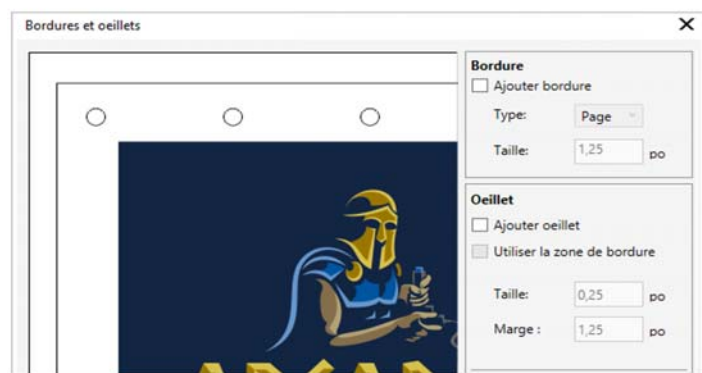 Bordures et oeillets
Bordure
Ajouter bordure
Type: Page
Taille: 1,25 po
Oeillet
Ajouter oeillet
Utiliser la zone de bordure
Taille: 0,25 po
Marge : 1,25 po